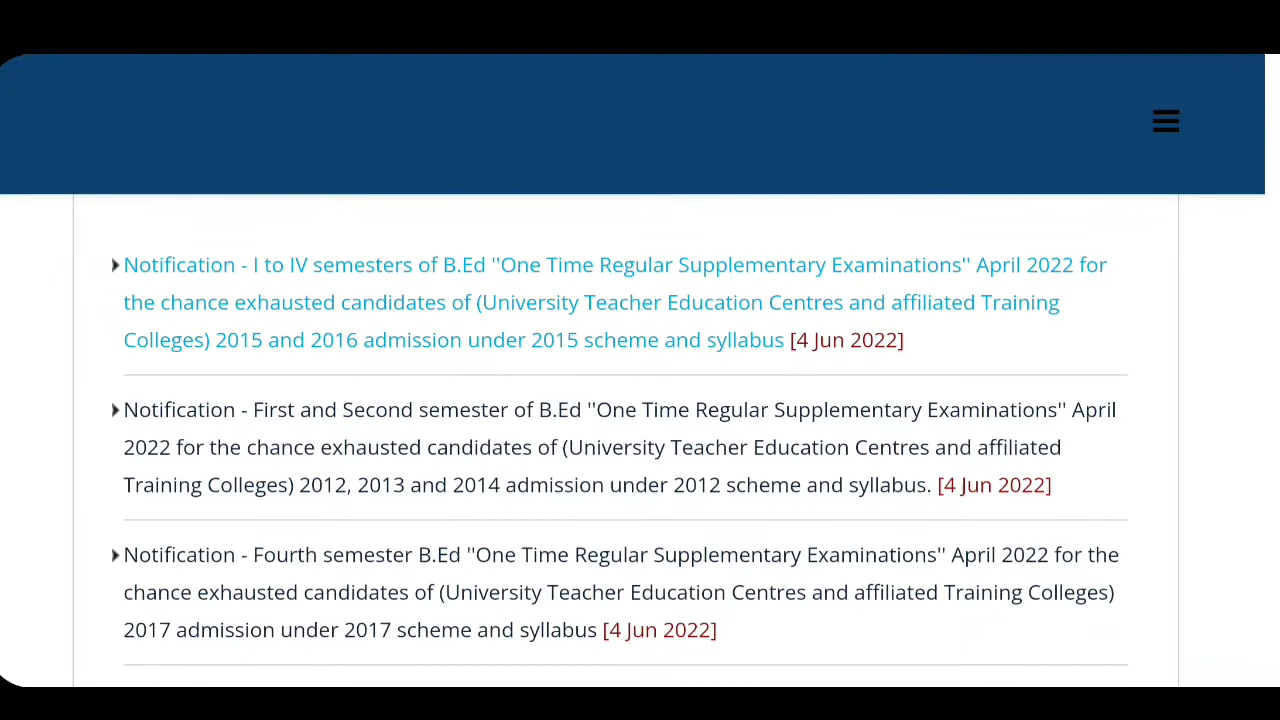 Notification - I to IV semesters of B.Ed ''One Time Regular Supplementary Examinations'' April 2022 for
the chance exhausted candidates of (University Teacher Education Centres and affiliated Training
Colleges) 2015 and 2016 admission under 2015 scheme and syllabus [4 Jun 2022]
Notification - First and Second semester of B.Ed ''One Time Regular Supplementary Examinations'' April
2022 for the chance exhausted candidates of (University Teacher Education Centres and affiliated
Training Colleges) 2012, 2013 and 2014 admission under 2012 scheme and syllabus. [4 Jun 2022]
Notification - Fourth semester B.Ed ''One Time Regular Supplementary Examinations'' April 2022 for the
chance exhausted candidates of (University Teacher Education Centres and affiliated Training Colleges)
2017 admission under 2017 scheme and syllabus [4 Jun 2022]